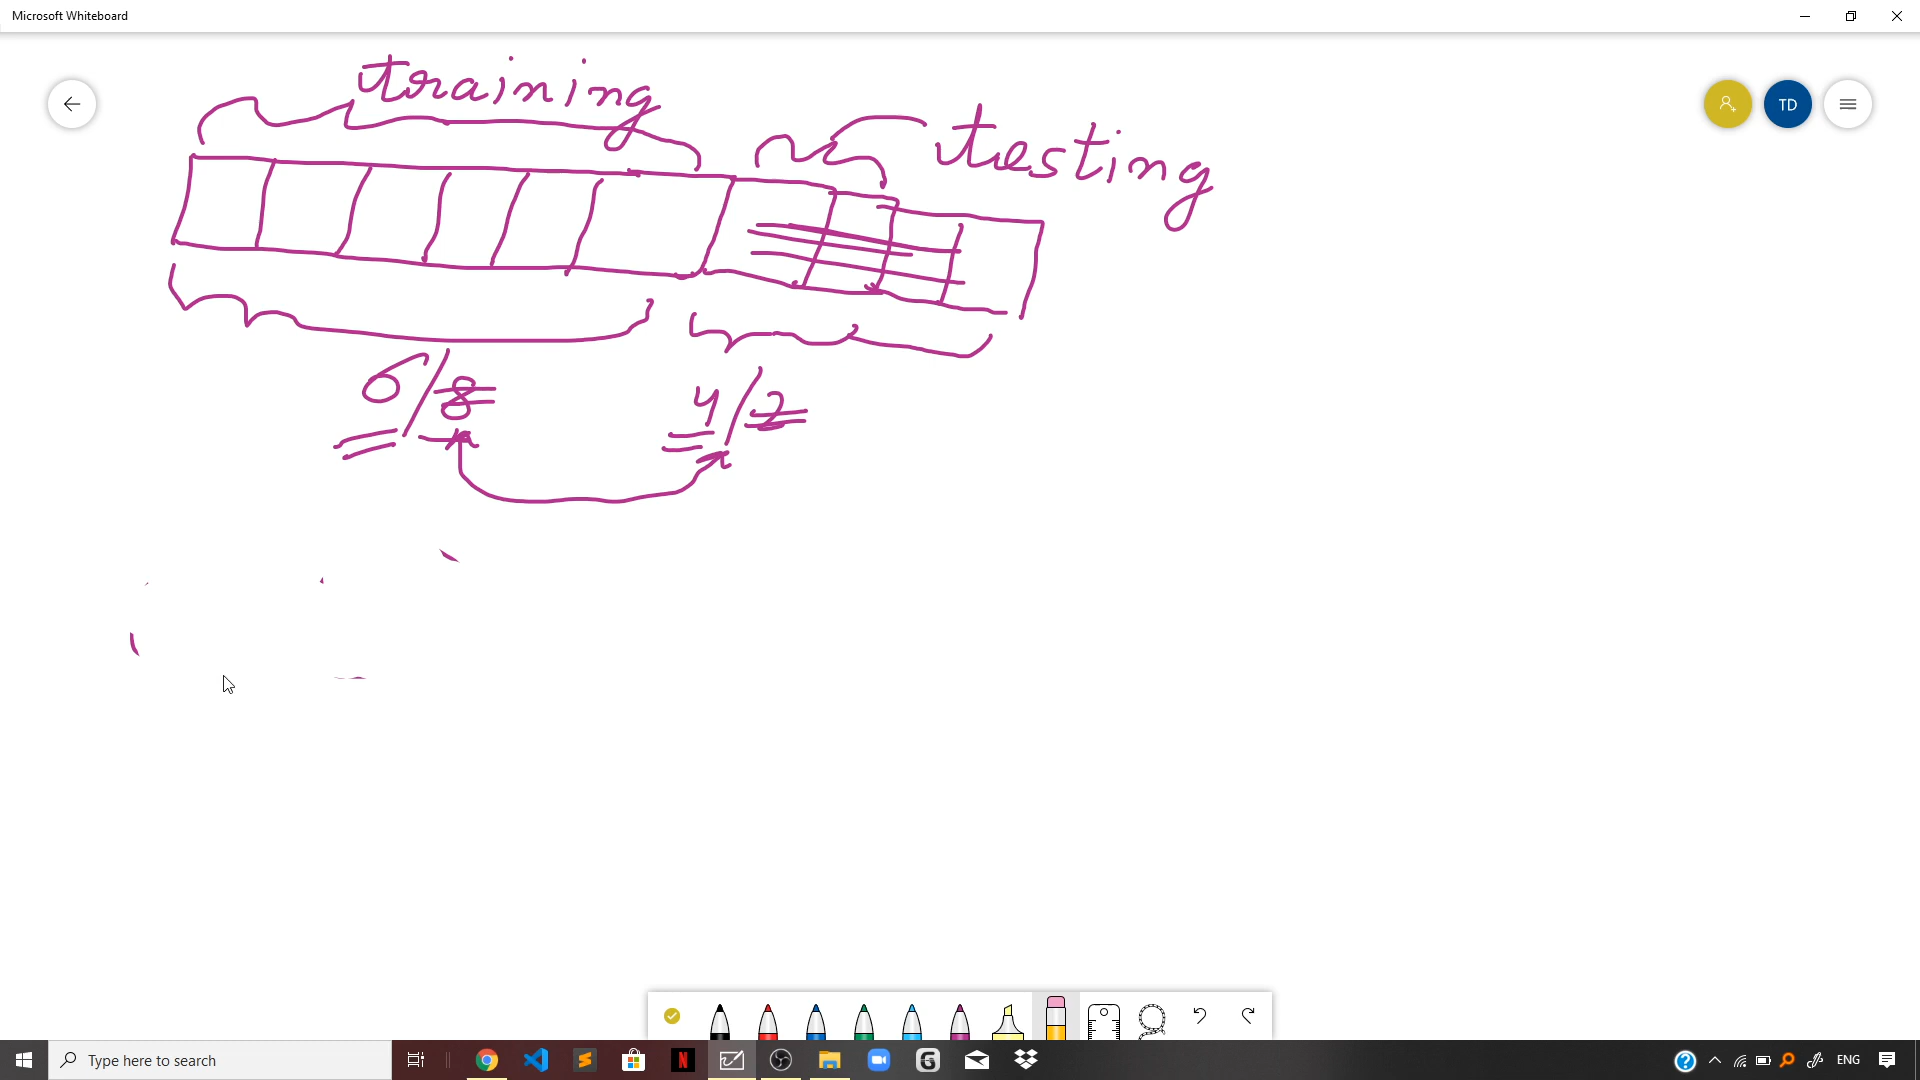 Microsoft Whiteboard
training
testing
TD
6/8
4/2
Type here to search
ENG